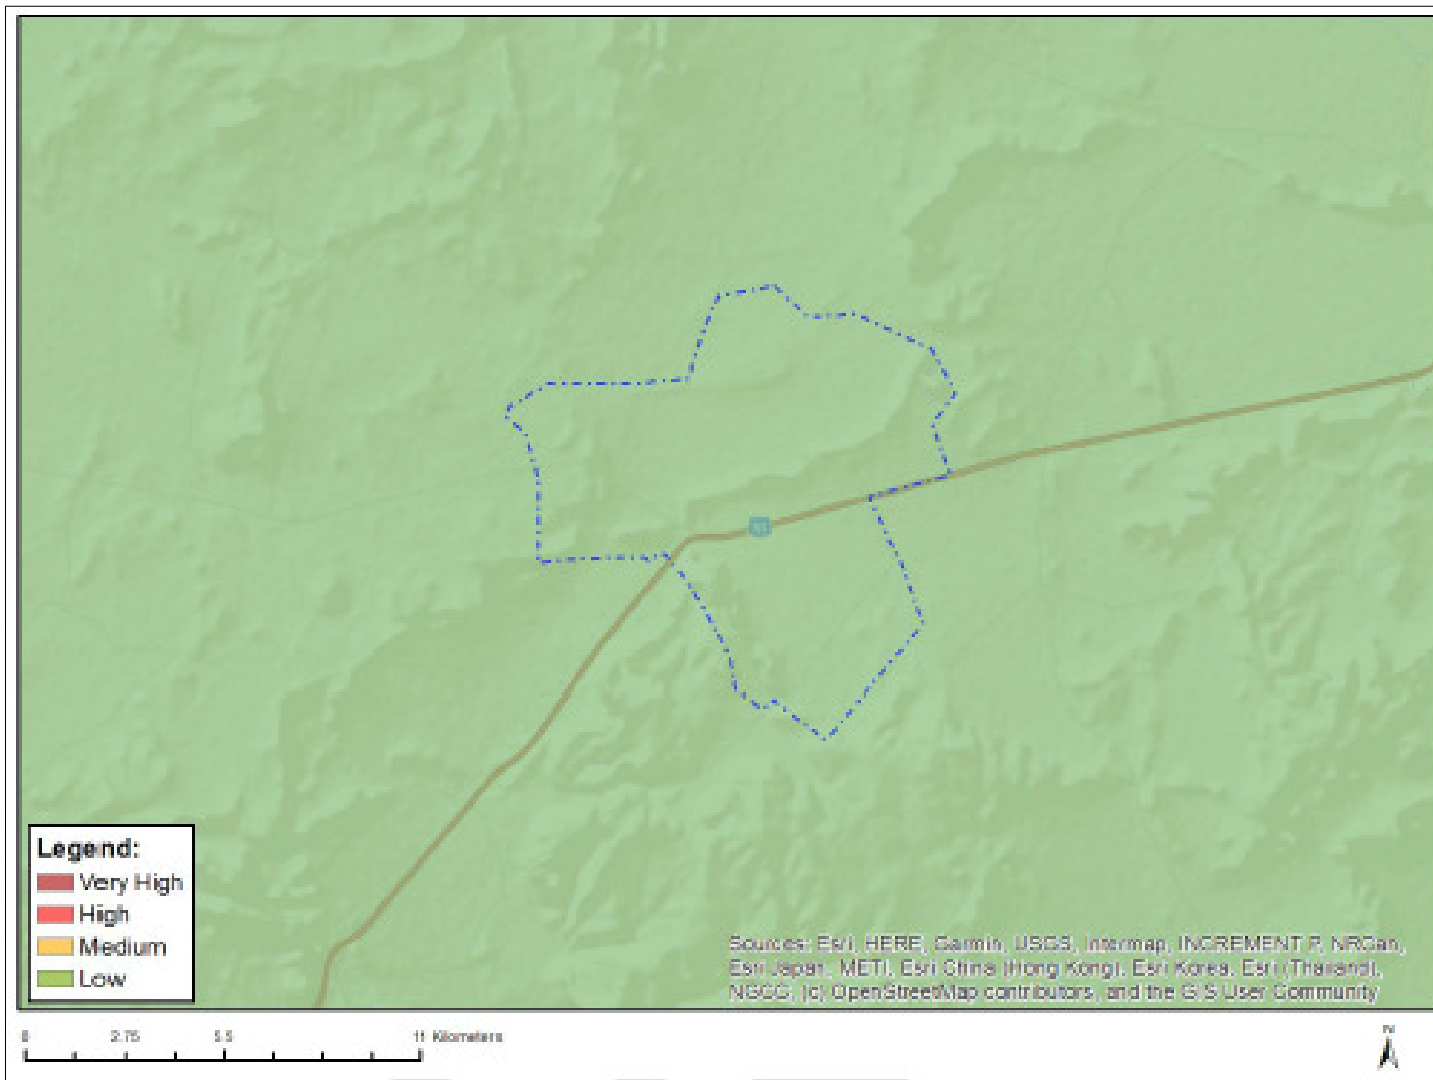 Legend:
Very High
High
Medium
Low
Sources: Esri, HERE, Garmin, USGS, Intermap, INCREMENT P, NRCan,
Esri Japan, METI, Esri China (Hong Kong), Esri Korea, Esri (Thailand),
NGCC, (c) OpenStreetMap contributors, and the GIS User Community
0 2.75 5.5 11 Kilometers
N